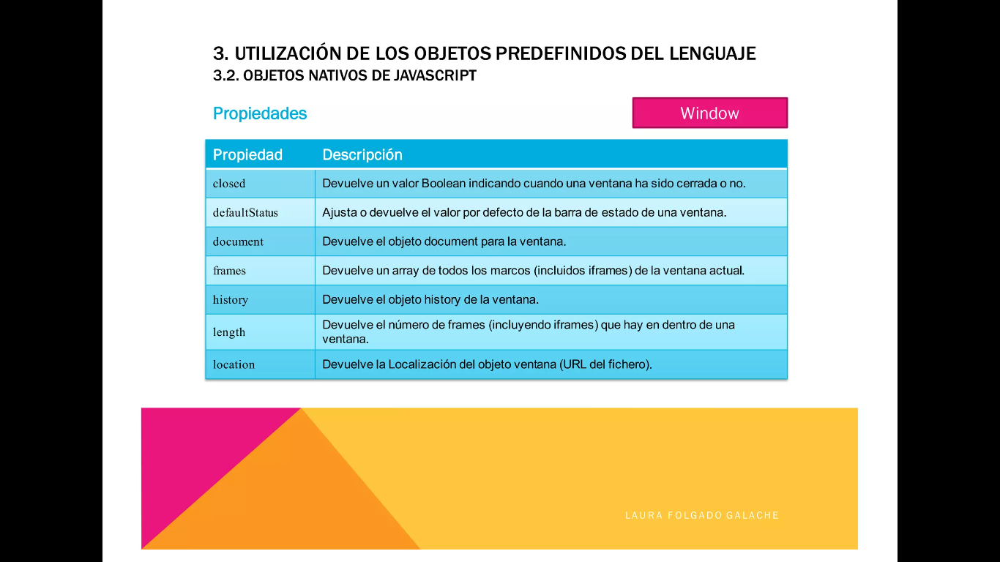 3. UTILIZACIÓN DE LOS OBJETOS PREDEFINIDOS DEL LENGUAJE
3.2. OBJETOS NATIVOS DE JAVASCRIPT
Propiedades
Window
Propiedad Descripción
closed Devuelve un valor Boolean indicando cuando una ventana ha sido cerrada o no.
defaultStatus Ajusta o devuelve el valor por defecto de la barra de estado de una ventana.
document Devuelve el objeto document para la ventana.
frames Devuelve un array de todos los marcos (incluidos iframes) de la ventana actual.
history Devuelve el objeto history de la ventana.
length Devuelve el número de frames (incluyendo iframes) que hay en dentro de una
ventana.
location Devuelve la Localización del objeto ventana (URL del fichero).
LAURA FOLGADO GALACHE